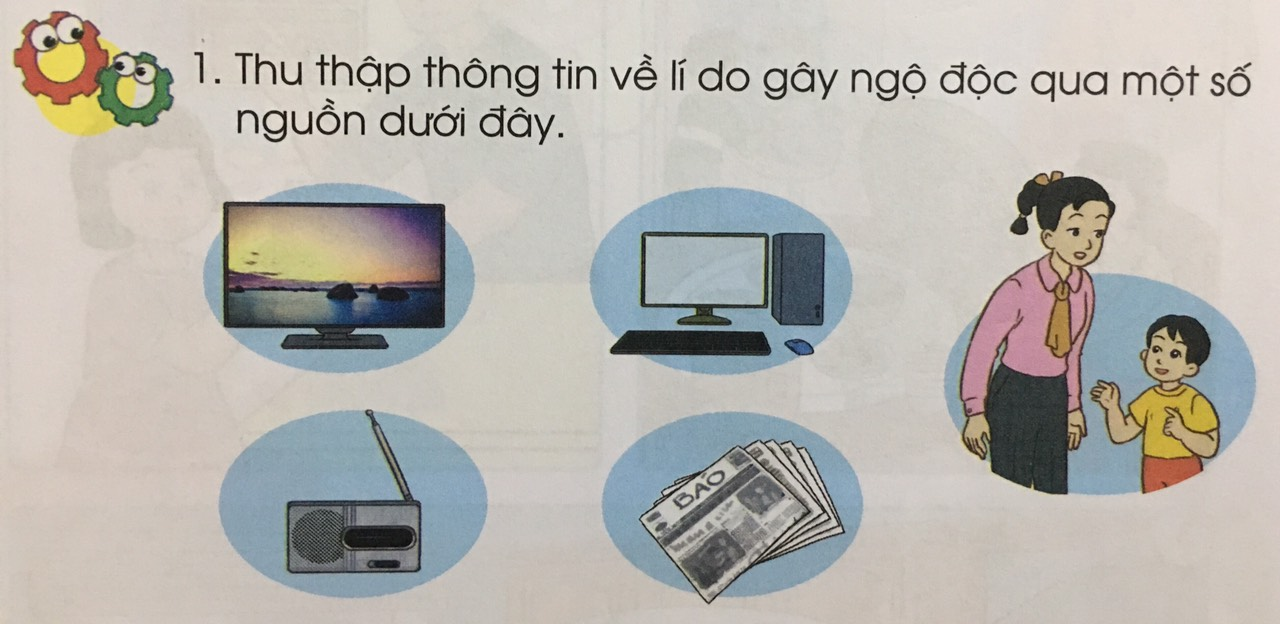 1. Thu thập thông tin về lí do gây ngộ độc qua một số
nguồn dưới đây.
BÁO